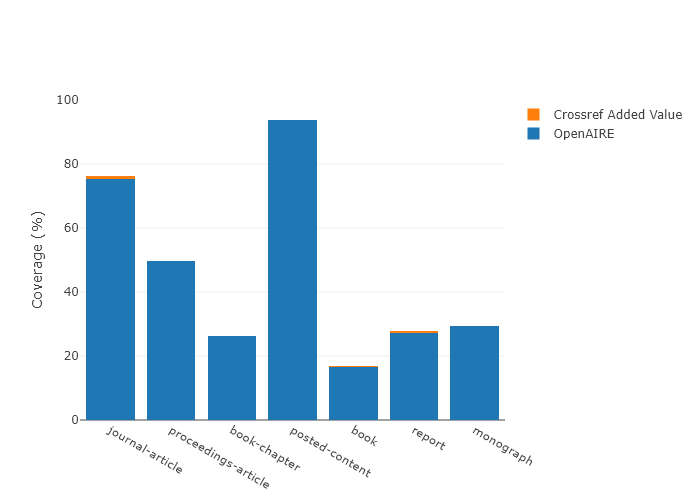 100
80
60
40
20
0
Coverage (%)
journal-article
proceedings-article
book-chapter
posted-content
book
report
monograph
Crossref Added Value
OpenAIRE